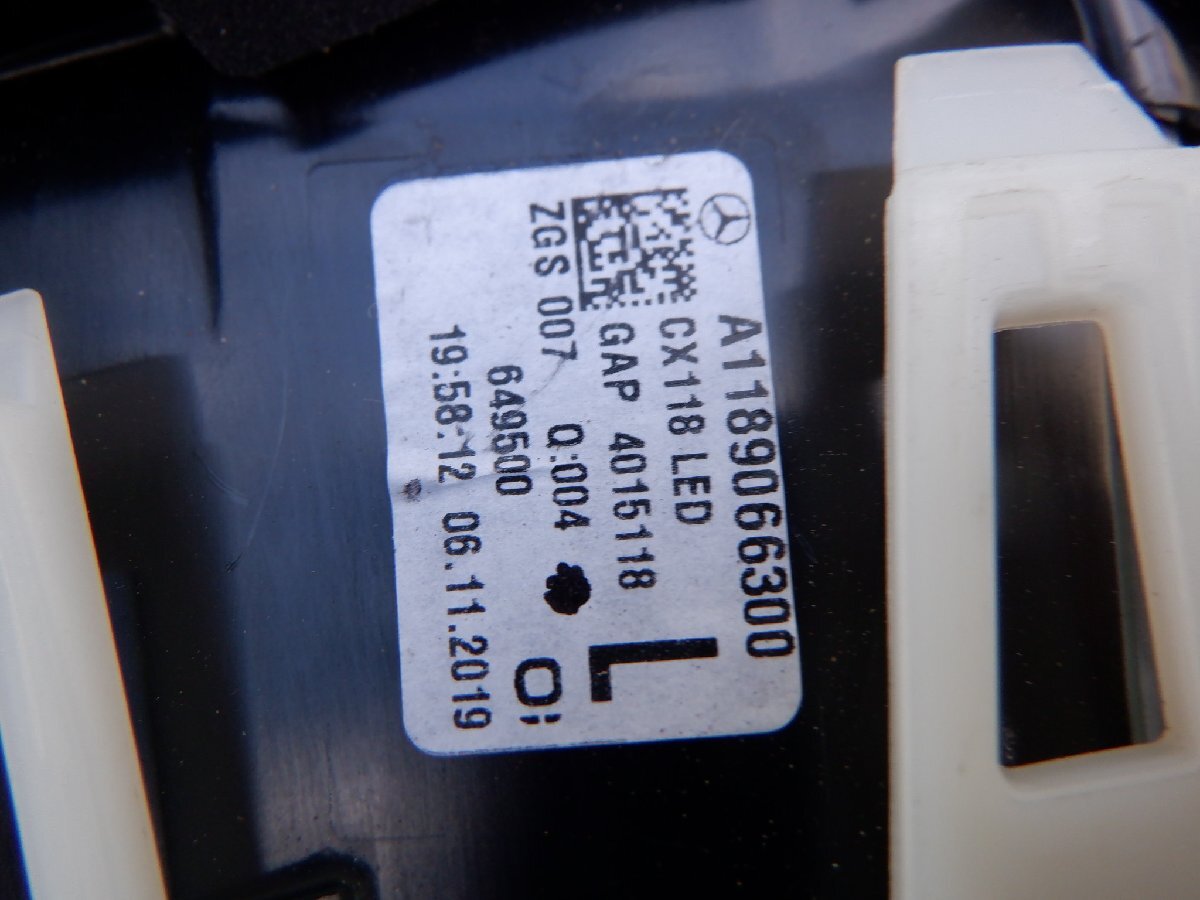 A1189066300
CX118 LED
GAP 4015118
L
ZGS 007 Q:004
649500
19:58:12 06.11.2019